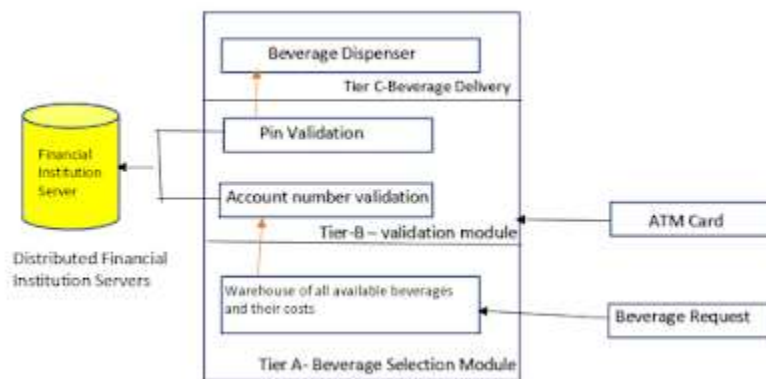 Beverage Dispenser
Tier C-Beverage Delivery
Pin Validation
Financial
Institution
Server
Account number validation
Tier-B – validation module
ATM Card
Distributed Financial
Institution Servers
Warehouse of all available beverages
and their costs
Beverage Request
Tier A- Beverage Selection Module